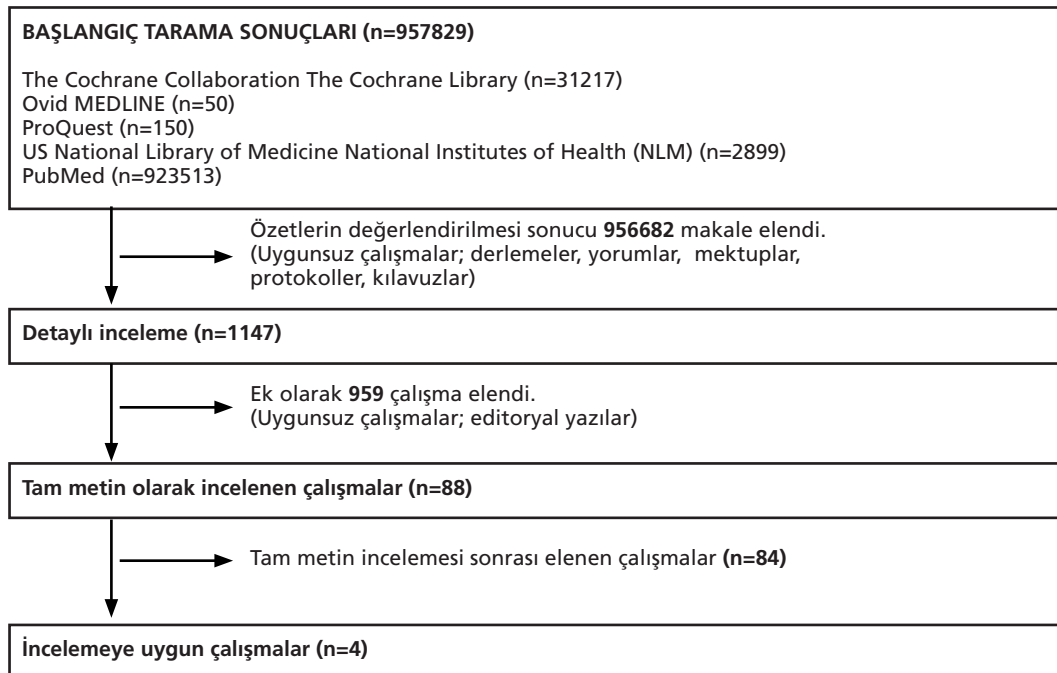 BAŞLANGIÇ TARAMA SONUÇLARI (n=957829)
The Cochrane Collaboration The Cochrane Library (n=31217)
Ovid MEDLINE (n=50)
ProQuest (n=150)
US National Library of Medicine National Institutes of Health (NLM) (n=2899)
PubMed (n=923513)
Özetlerin değerlendirilmesi sonucu 956682 makale elendi.
(Uygunsuz çalışmalar; derlemeler, yorumlar, mektuplar,
protokoller, kılavuzlar)
Detaylı inceleme (n=1147)
Ek olarak 959 çalışma elendi.
(Uygunsuz çalışmalar; editoryal yazılar)
Tam metin olarak incelenen çalışmalar (n=88)
Tam metin incelemesi sonrası elenen çalışmalar (n=84)
İncelemeye uygun çalışmalar (n=4)